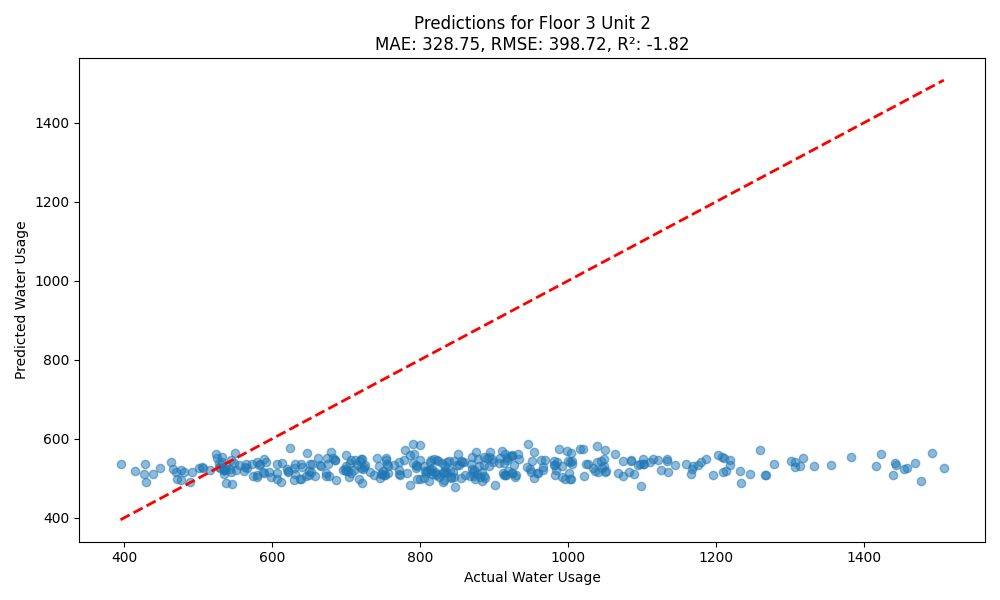 Predictions for Floor 3 Unit 2
MAE: 328.75, RMSE: 398.72, R²: -1.82
Predicted Water Usage
1400
1200
1000
800
600
400
400 600 800 1000 1200 1400
Actual Water Usage